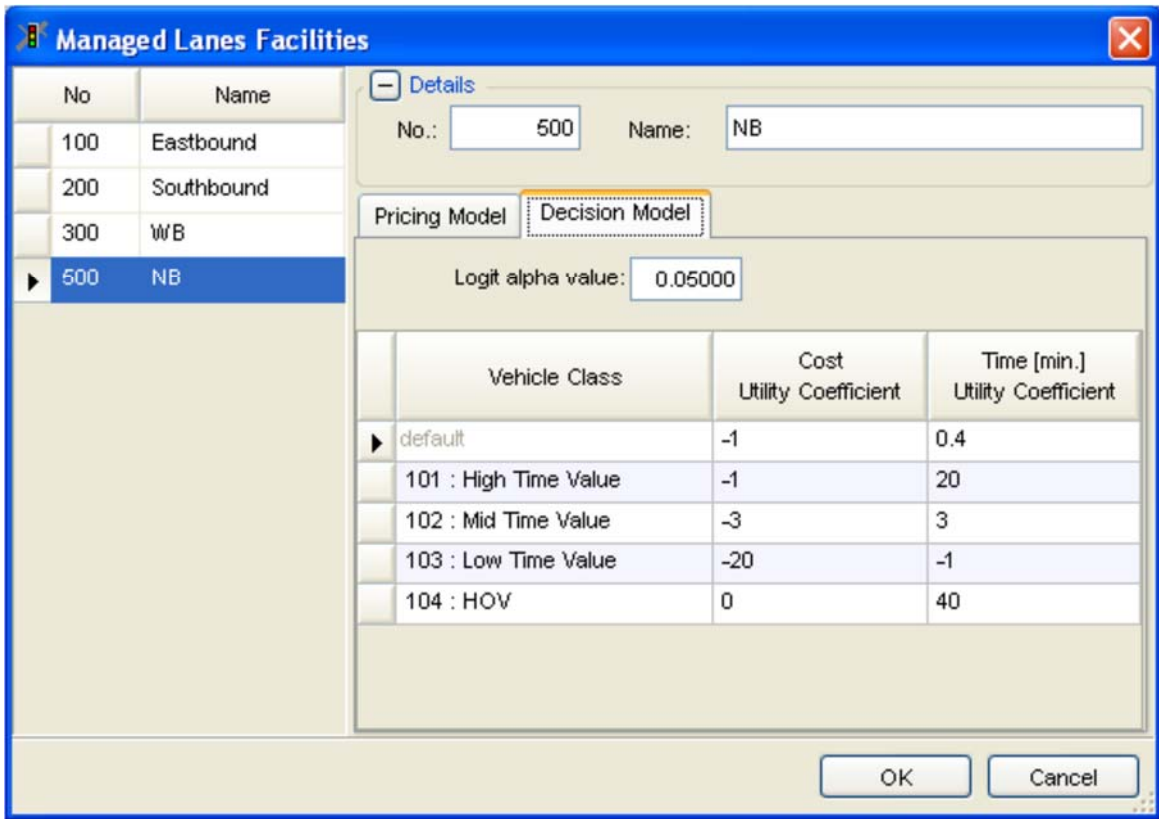 Managed Lanes Facilities
No Name
100 Eastbound
200 Southbound
300 WB
500 NB
Details
No.: 500 Name: NB
Pricing Model Decision Model
Logit alpha value: 0.05000
Vehicle Class Cost Utility Coefficient Time [min.] Utility Coefficient
default -1 0.4
101 : High Time Value -1 20
102 : Mid Time Value -3 3
103 : Low Time Value -20 -1
104 : HOV 0 40
OK Cancel